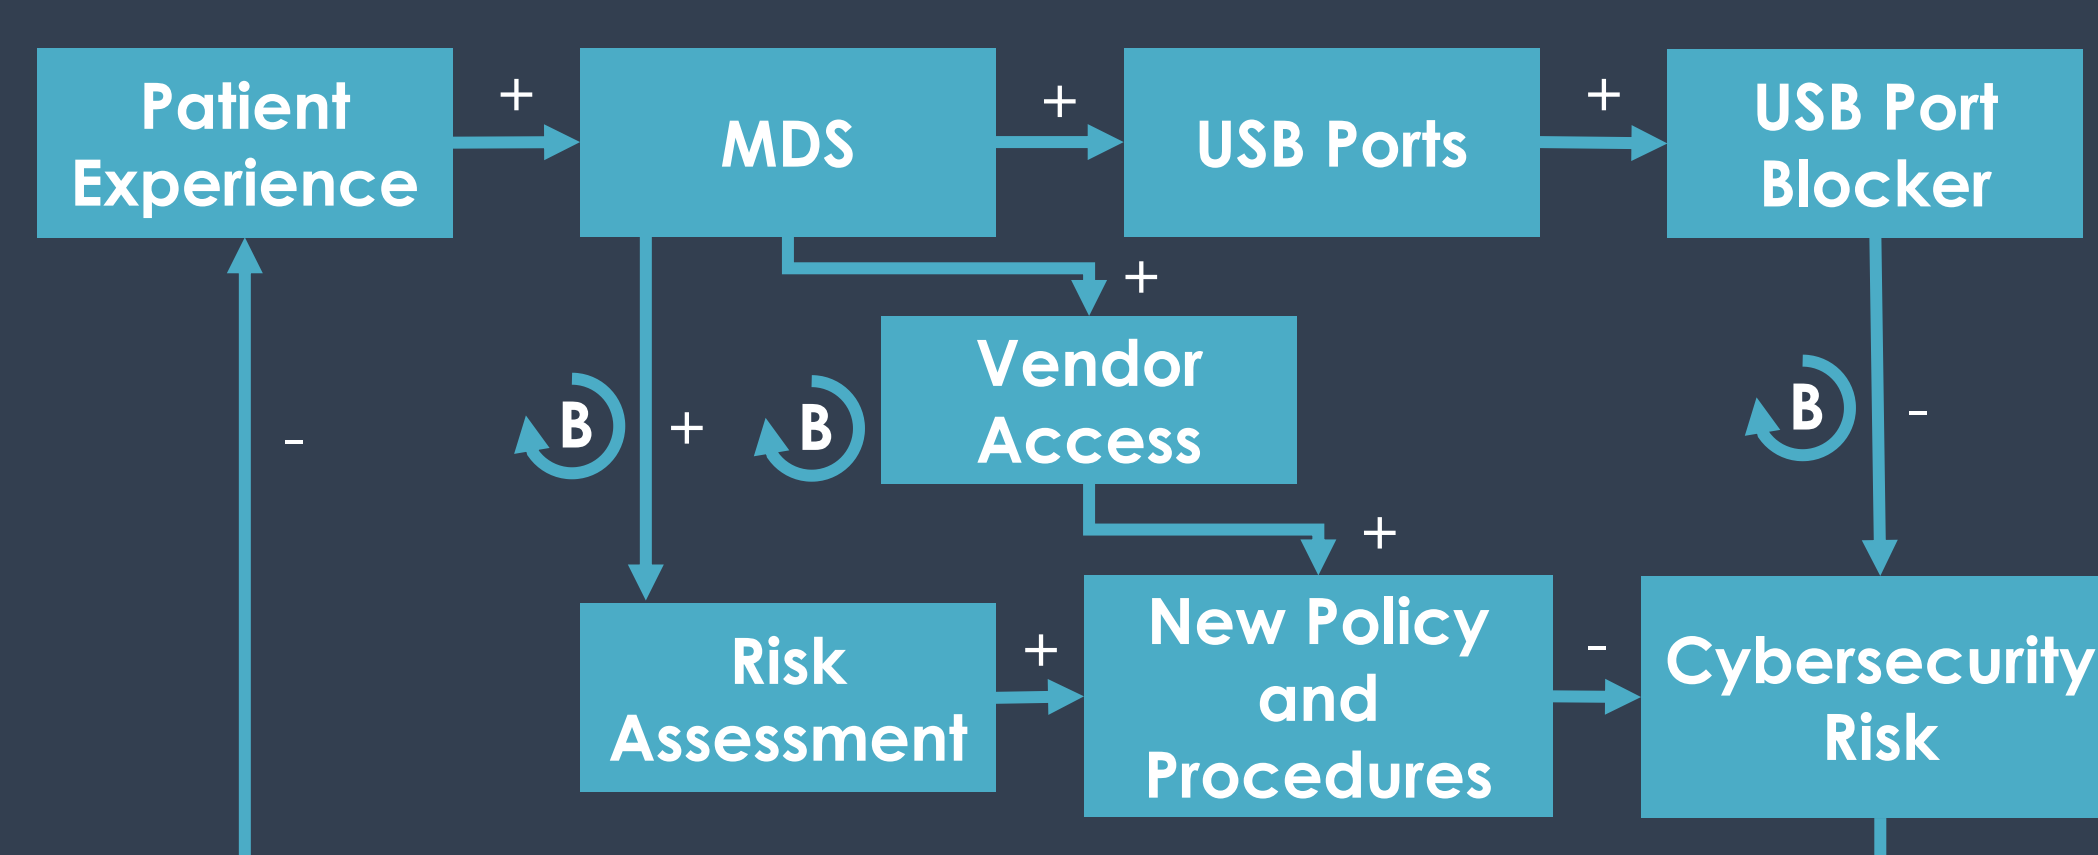 Patient
Experience
+
MDS
+
USB Ports
+
USB Port
Blocker
+
Vendor
Access
-
B
+
B
B
-
+
Risk
Assessment
+
New Policy
and
Procedures
-
Cybersecurity
Risk